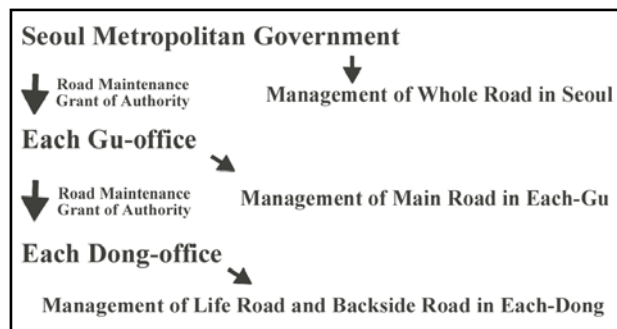 Seoul Metropolitan Government
Road Maintenance
Grant of Authority
Management of Whole Road in Seoul
Each Gu-office
Road Maintenance
Grant of Authority
Management of Main Road in Each-Gu
Each Dong-office
Management of Life Road and Backside Road in Each-Dong